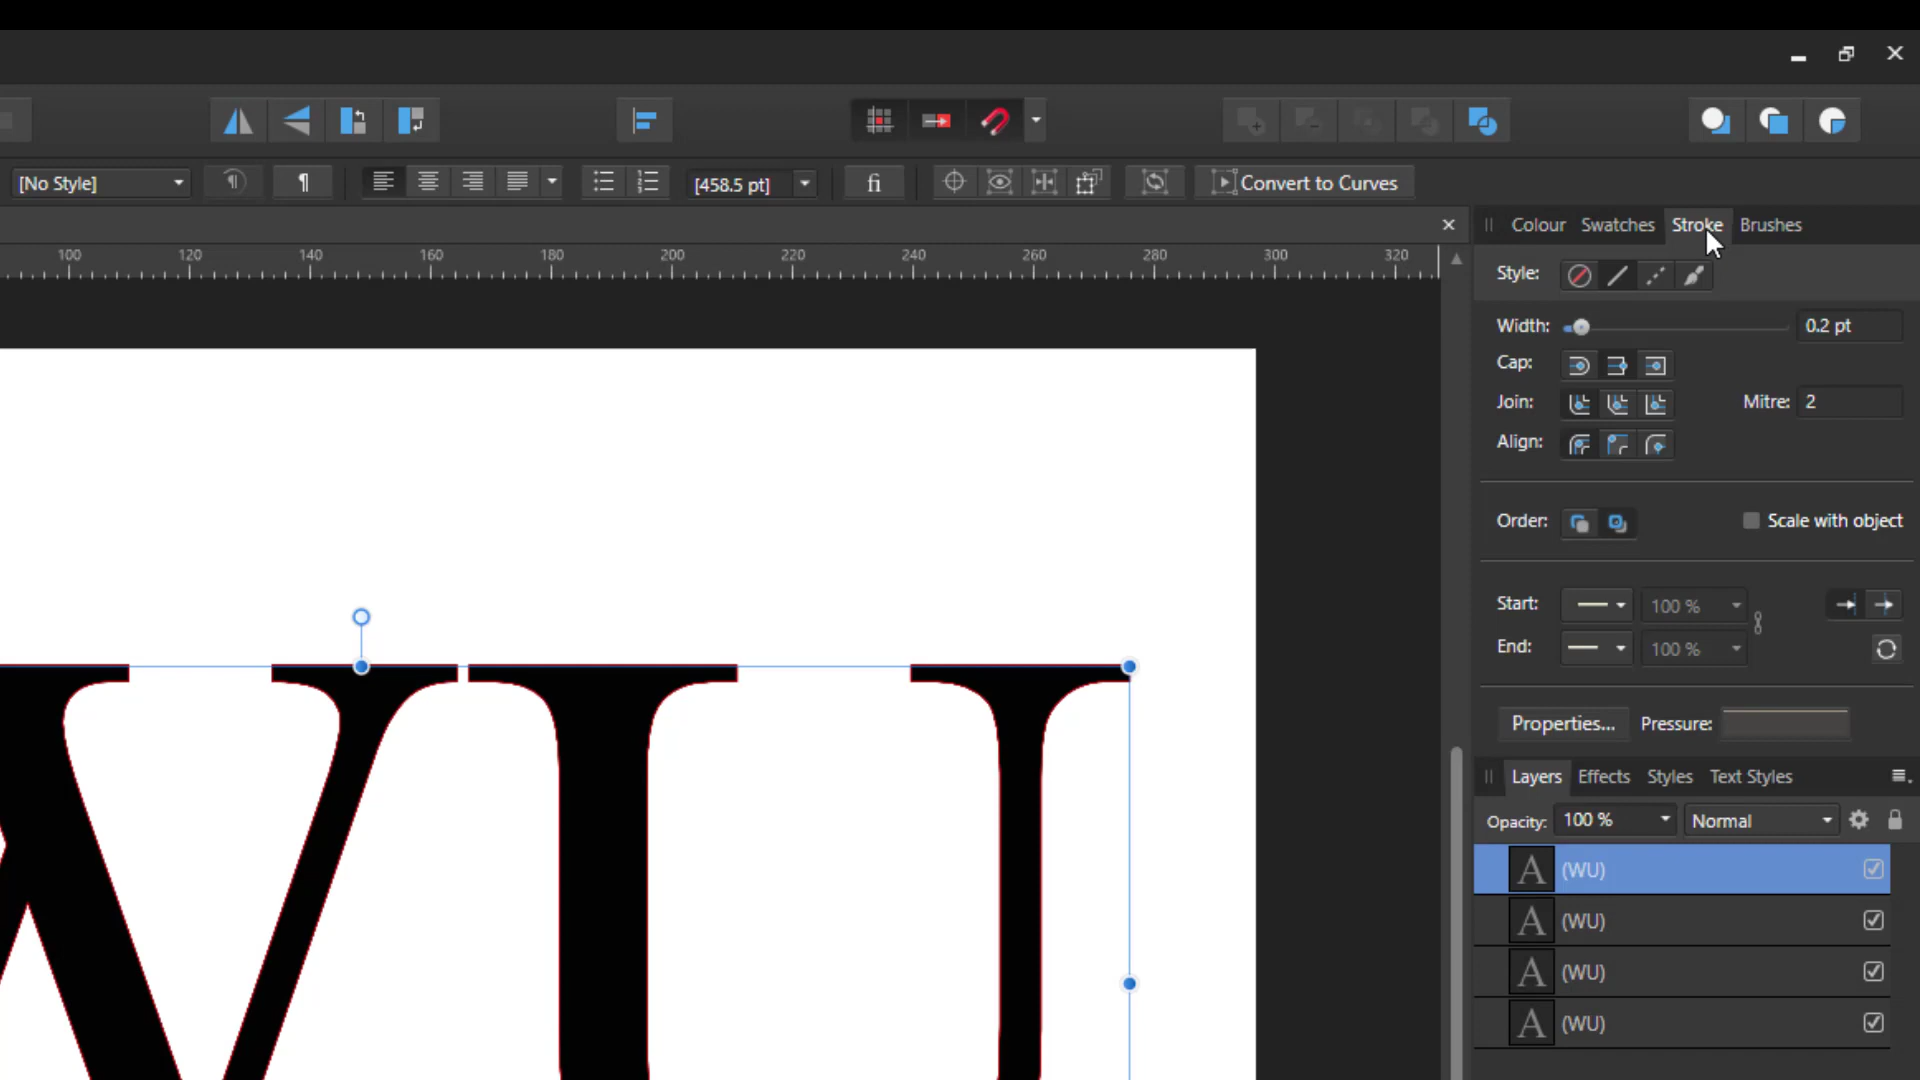 [No Style]
¶
[458.5 pt]
fi
Convert to Curves
Colour Swatches Stroke Brushes
100 120 140 160 180 200 220 240 260 280 300 320
Style:
Width: 0.2 pt
Cap:
Join: Mitre: 2
Align:
Order: Scale with object
Start: 100 %
End: 100 %
Properties... Pressure:
Layers Effects Styles Text Styles
Opacity: 100 % Normal
A (WU)
A (WU)
A (WU)
A (WU)
WU